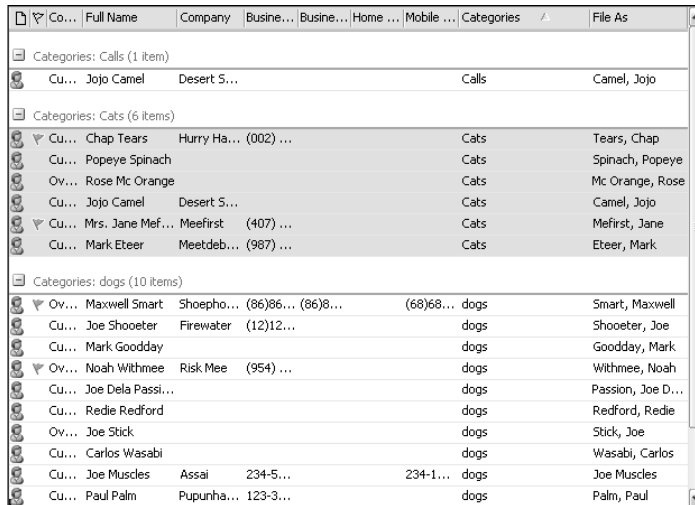 Co... Full Name Company Busine... Busine... Home ... Mobile ... Categories File As
Categories: Calls (1 item)
Cu... Jojo Camel Desert S... Calls Camel, Jojo
Categories: Cats (6 items)
Cu... Chap Tears Hurry Ha... (002) ... Cats Tears, Chap
Cu... Popeye Spinach Cats Spinach, Popeye
Ov... Rose Mc Orange Cats Mc Orange, Rose
Cu... Jojo Camel Desert S... Cats Camel, Jojo
Cu... Mrs. Jane Mef... Meefirst (407) ... Cats Mefirst, Jane
Cu... Mark Eteer Meetdeb... (987) ... Cats Eteer, Mark
Categories: dogs (10 items)
Ov... Maxwell Smart Shoepho... (86)86... (86)8... (68)68... dogs Smart, Maxwell
Cu... Joe Shooeter Firewater (12)12... dogs Shooeter, Joe
Cu... Mark Goodday dogs Goodday, Mark
Ov... Noah Withmee Risk Mee (954) ... dogs Withmee, Noah
Cu... Joe Dela Passi... dogs Passion, Joe D...
Cu... Redie Redford dogs Redford, Redie
Ov... Joe Stick dogs Stick, Joe
Cu... Carlos Wasabi dogs Wasabi, Carlos
Cu... Joe Muscles Assai 234-5... 234-1... dogs Joe Muscles
Cu... Paul Palm Pupunha... 123-3... dogs Palm, Paul